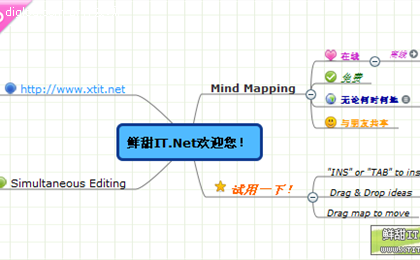 http://www.xtit.net
Simultaneous Editing
鲜甜IT.Net欢迎您！
Mind Mapping
在线
免费
无论何时何地
与朋友共享
试用一下！
"INS" or "TAB" to ins
Drag & Drop ideas
Drag map to move
鲜甜IT